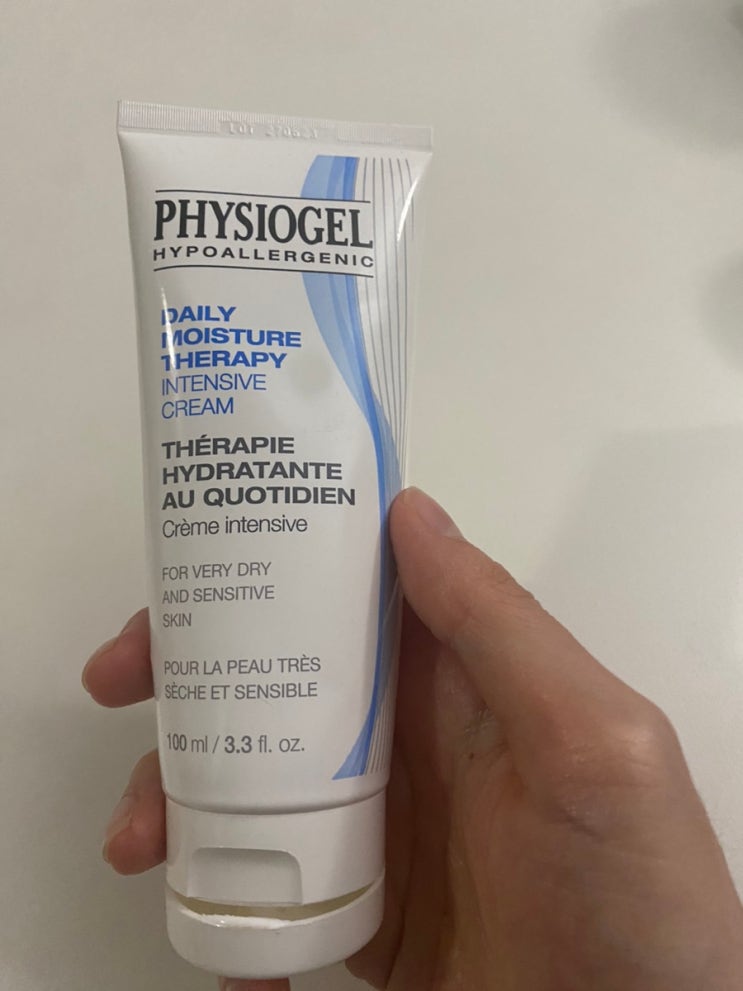 PHYSIOGEL
HYPOALLERGENIC
DAILY
MOISTURE
THERAPY
INTENSIVE
CREAM
THÉRAPIE
HYDRATANTE
AU QUOTIDIEN
Crème intensive
FOR VERY DRY
AND SENSITIVE
SKIN
POUR LA PEAU TRÈS
SÈCHE ET SENSIBLE
100 ml / 3.3 fl. oz.